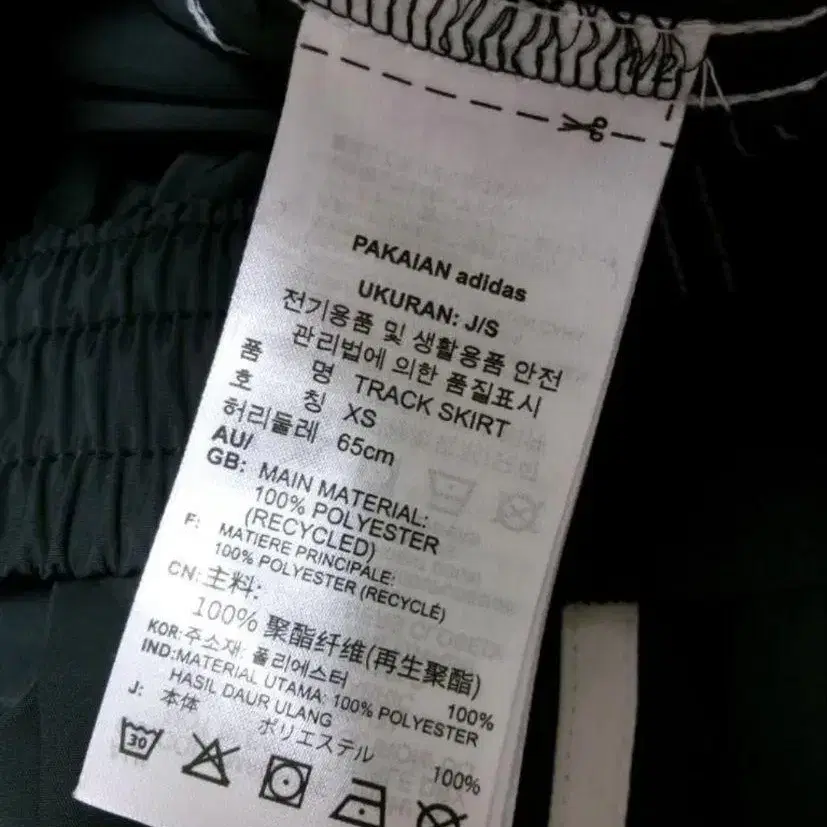 PAKAIAN adidas
UKURAN: J/S
전기용품 및 생활용품 안전
관리법에 의한 품질표시
품 명 TRACK SKIRT
호 칭 XS
허리둘레 65cm
AU/
GB: MAIN MATERIAL:
100% POLYESTER
(RECYCLED)
F: MATIERE PRINCIPALE:
100% POLYESTER (RECYCLÉ)
CN: 主料:
100% 聚酯纤维(再生聚酯)
KOR: 주소재: 폴리에스터 100%
IND:MATERIAL UTAMA: 100% POLYESTER
HASIL DAUR ULANG
J: 本体 ポリエステル 100%
30